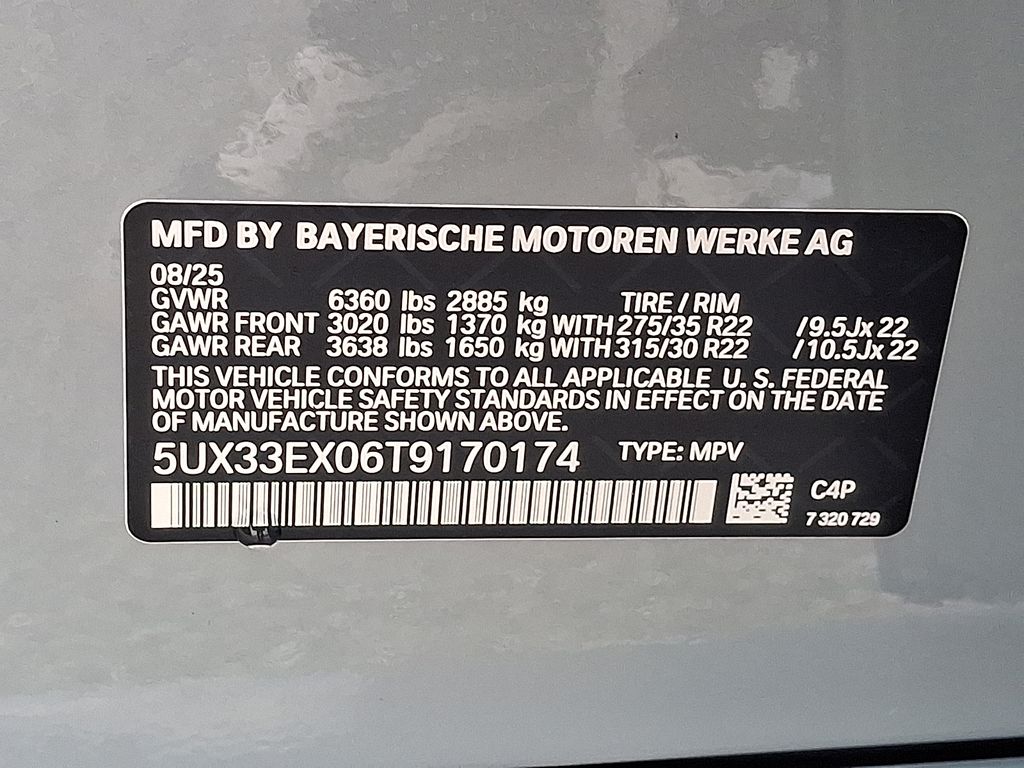 MFD BY BAYERISCHE MOTOREN WERKE AG
08/25
GVWR 6360 lbs 2885 kg TIRE / RIM
GAWR FRONT 3020 lbs 1370 kg WITH 275/35 R22 /9.5Jx 22
GAWR REAR 3638 lbs 1650 kg WITH 315/30 R22 /10.5Jx 22
THIS VEHICLE CONFORMS TO ALL APPLICABLE U. S. FEDERAL
MOTOR VEHICLE SAFETY STANDARDS IN EFFECT ON THE DATE
OF MANUFACTURE SHOWN ABOVE.
5UX33EX06T9170174 TYPE: MPV
C4P
7 320 729